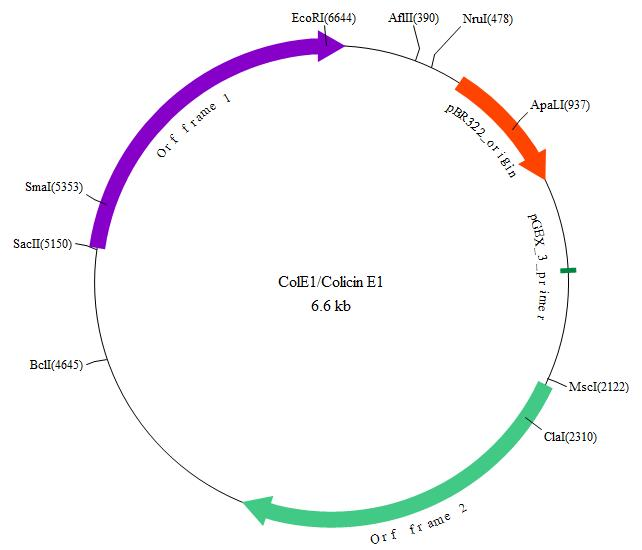 EcoRI(6644)
AflII(390)
NruI(478)
ApaLI(937)
pBR322_origin
Orf frame 1
SmaI(5353)
SacII(5150)
pGEX_3_primer
ColE1/Colicin E1
6.6 kb
BclI(4645)
MscI(2122)
ClaI(2310)
Orf frame 2